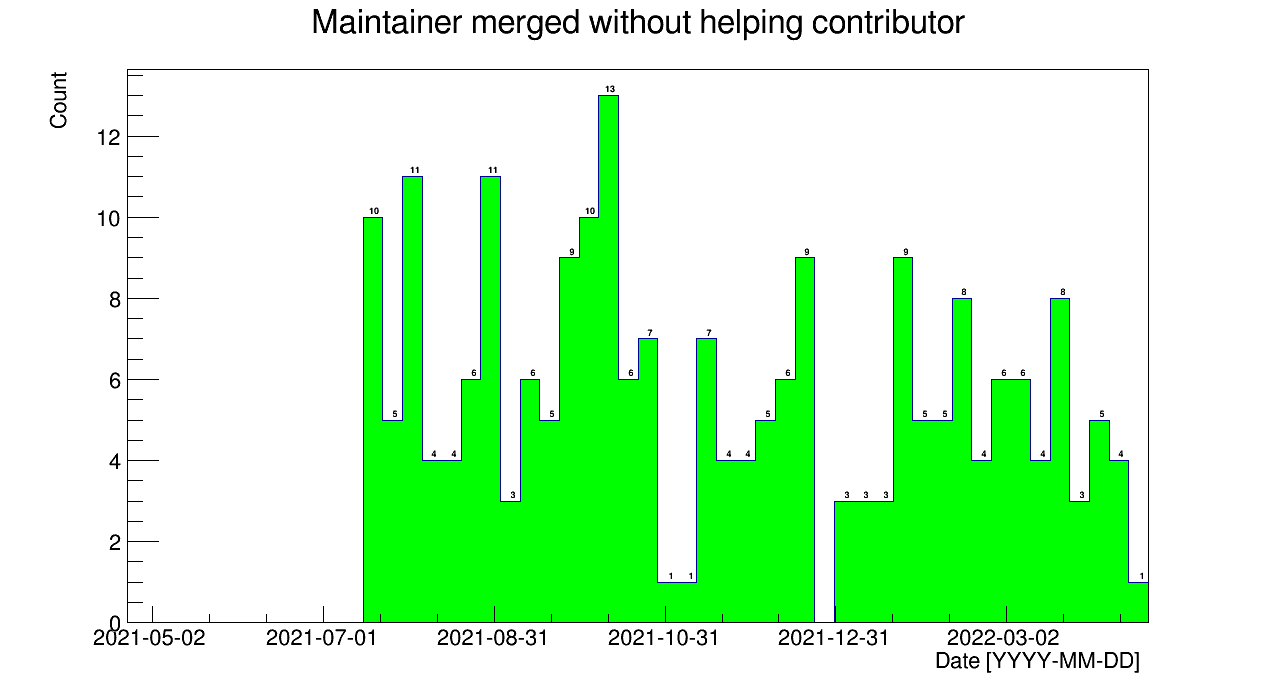 Maintainer merged without helping contributor
Count
12
10
8
6
4
2
0
10 5 11 4 4 6 11 3 6 5 9 10 13 6 7 1 1 7 4 4 5 6 9 3 3 3 9 5 5 8 4 6 6 4 8 3 5 4 1
2021-05-02 2021-07-01 2021-08-31 2021-10-31 2021-12-31 2022-03-02
Date [YYYY-MM-DD]